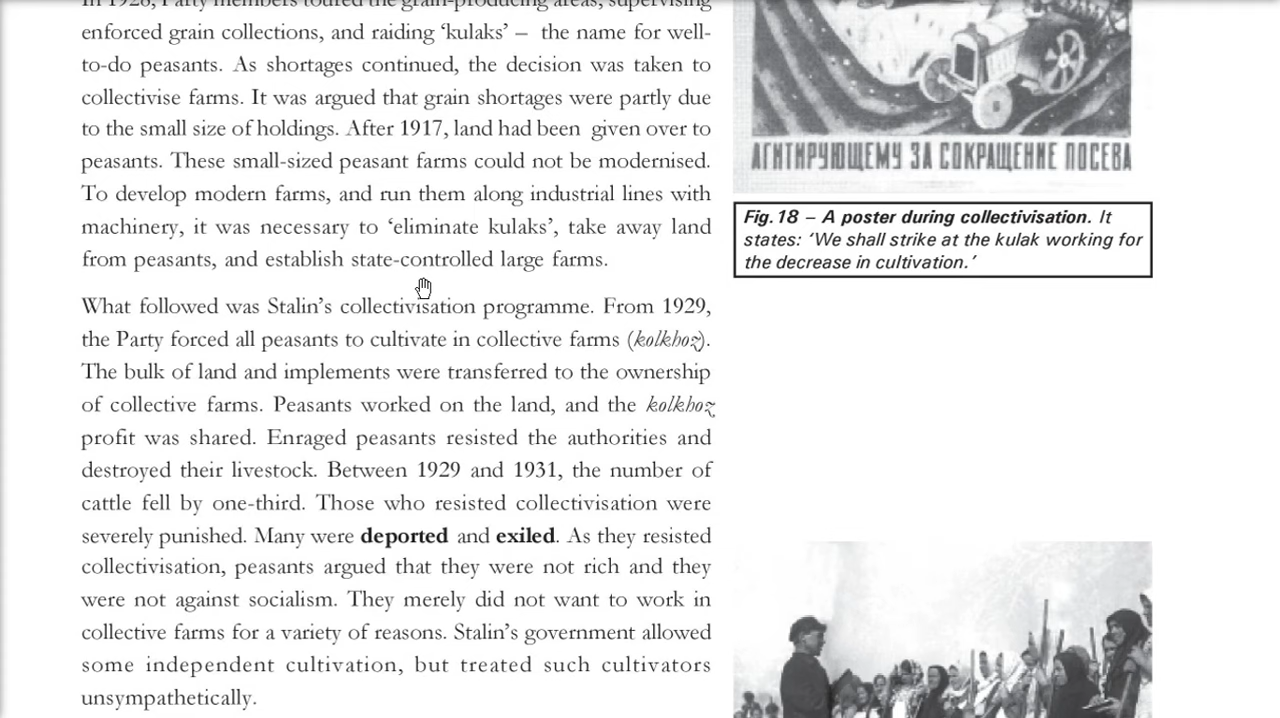 In 1928, Party members toured the grain-producing areas, supervising
enforced grain collections, and raiding ‘kulaks’ – the name for well-
to-do peasants. As shortages continued, the decision was taken to
collectivise farms. It was argued that grain shortages were partly due
to the small size of holdings. After 1917, land had been given over to
peasants. These small-sized peasant farms could not be modernised.
To develop modern farms, and run them along industrial lines with
machinery, it was necessary to ‘eliminate kulaks’, take away land
from peasants, and establish state-controlled large farms.
What followed was Stalin’s collectivisation programme. From 1929,
the Party forced all peasants to cultivate in collective farms (kolkhoz).
The bulk of land and implements were transferred to the ownership
of collective farms. Peasants worked on the land, and the kolkhoz
profit was shared. Enraged peasants resisted the authorities and
destroyed their livestock. Between 1929 and 1931, the number of
cattle fell by one-third. Those who resisted collectivisation were
severely punished. Many were deported and exiled. As they resisted
collectivisation, peasants argued that they were not rich and they
were not against socialism. They merely did not want to work in
collective farms for a variety of reasons. Stalin’s government allowed
some independent cultivation, but treated such cultivators
unsympathetically.
АГИТИРУЮЩЕМУ ЗА СОКРАЩЕНИЕ ПОСЕВА
Fig.18 – A poster during collectivisation. It
states: ‘We shall strike at the kulak working for
the decrease in cultivation.’